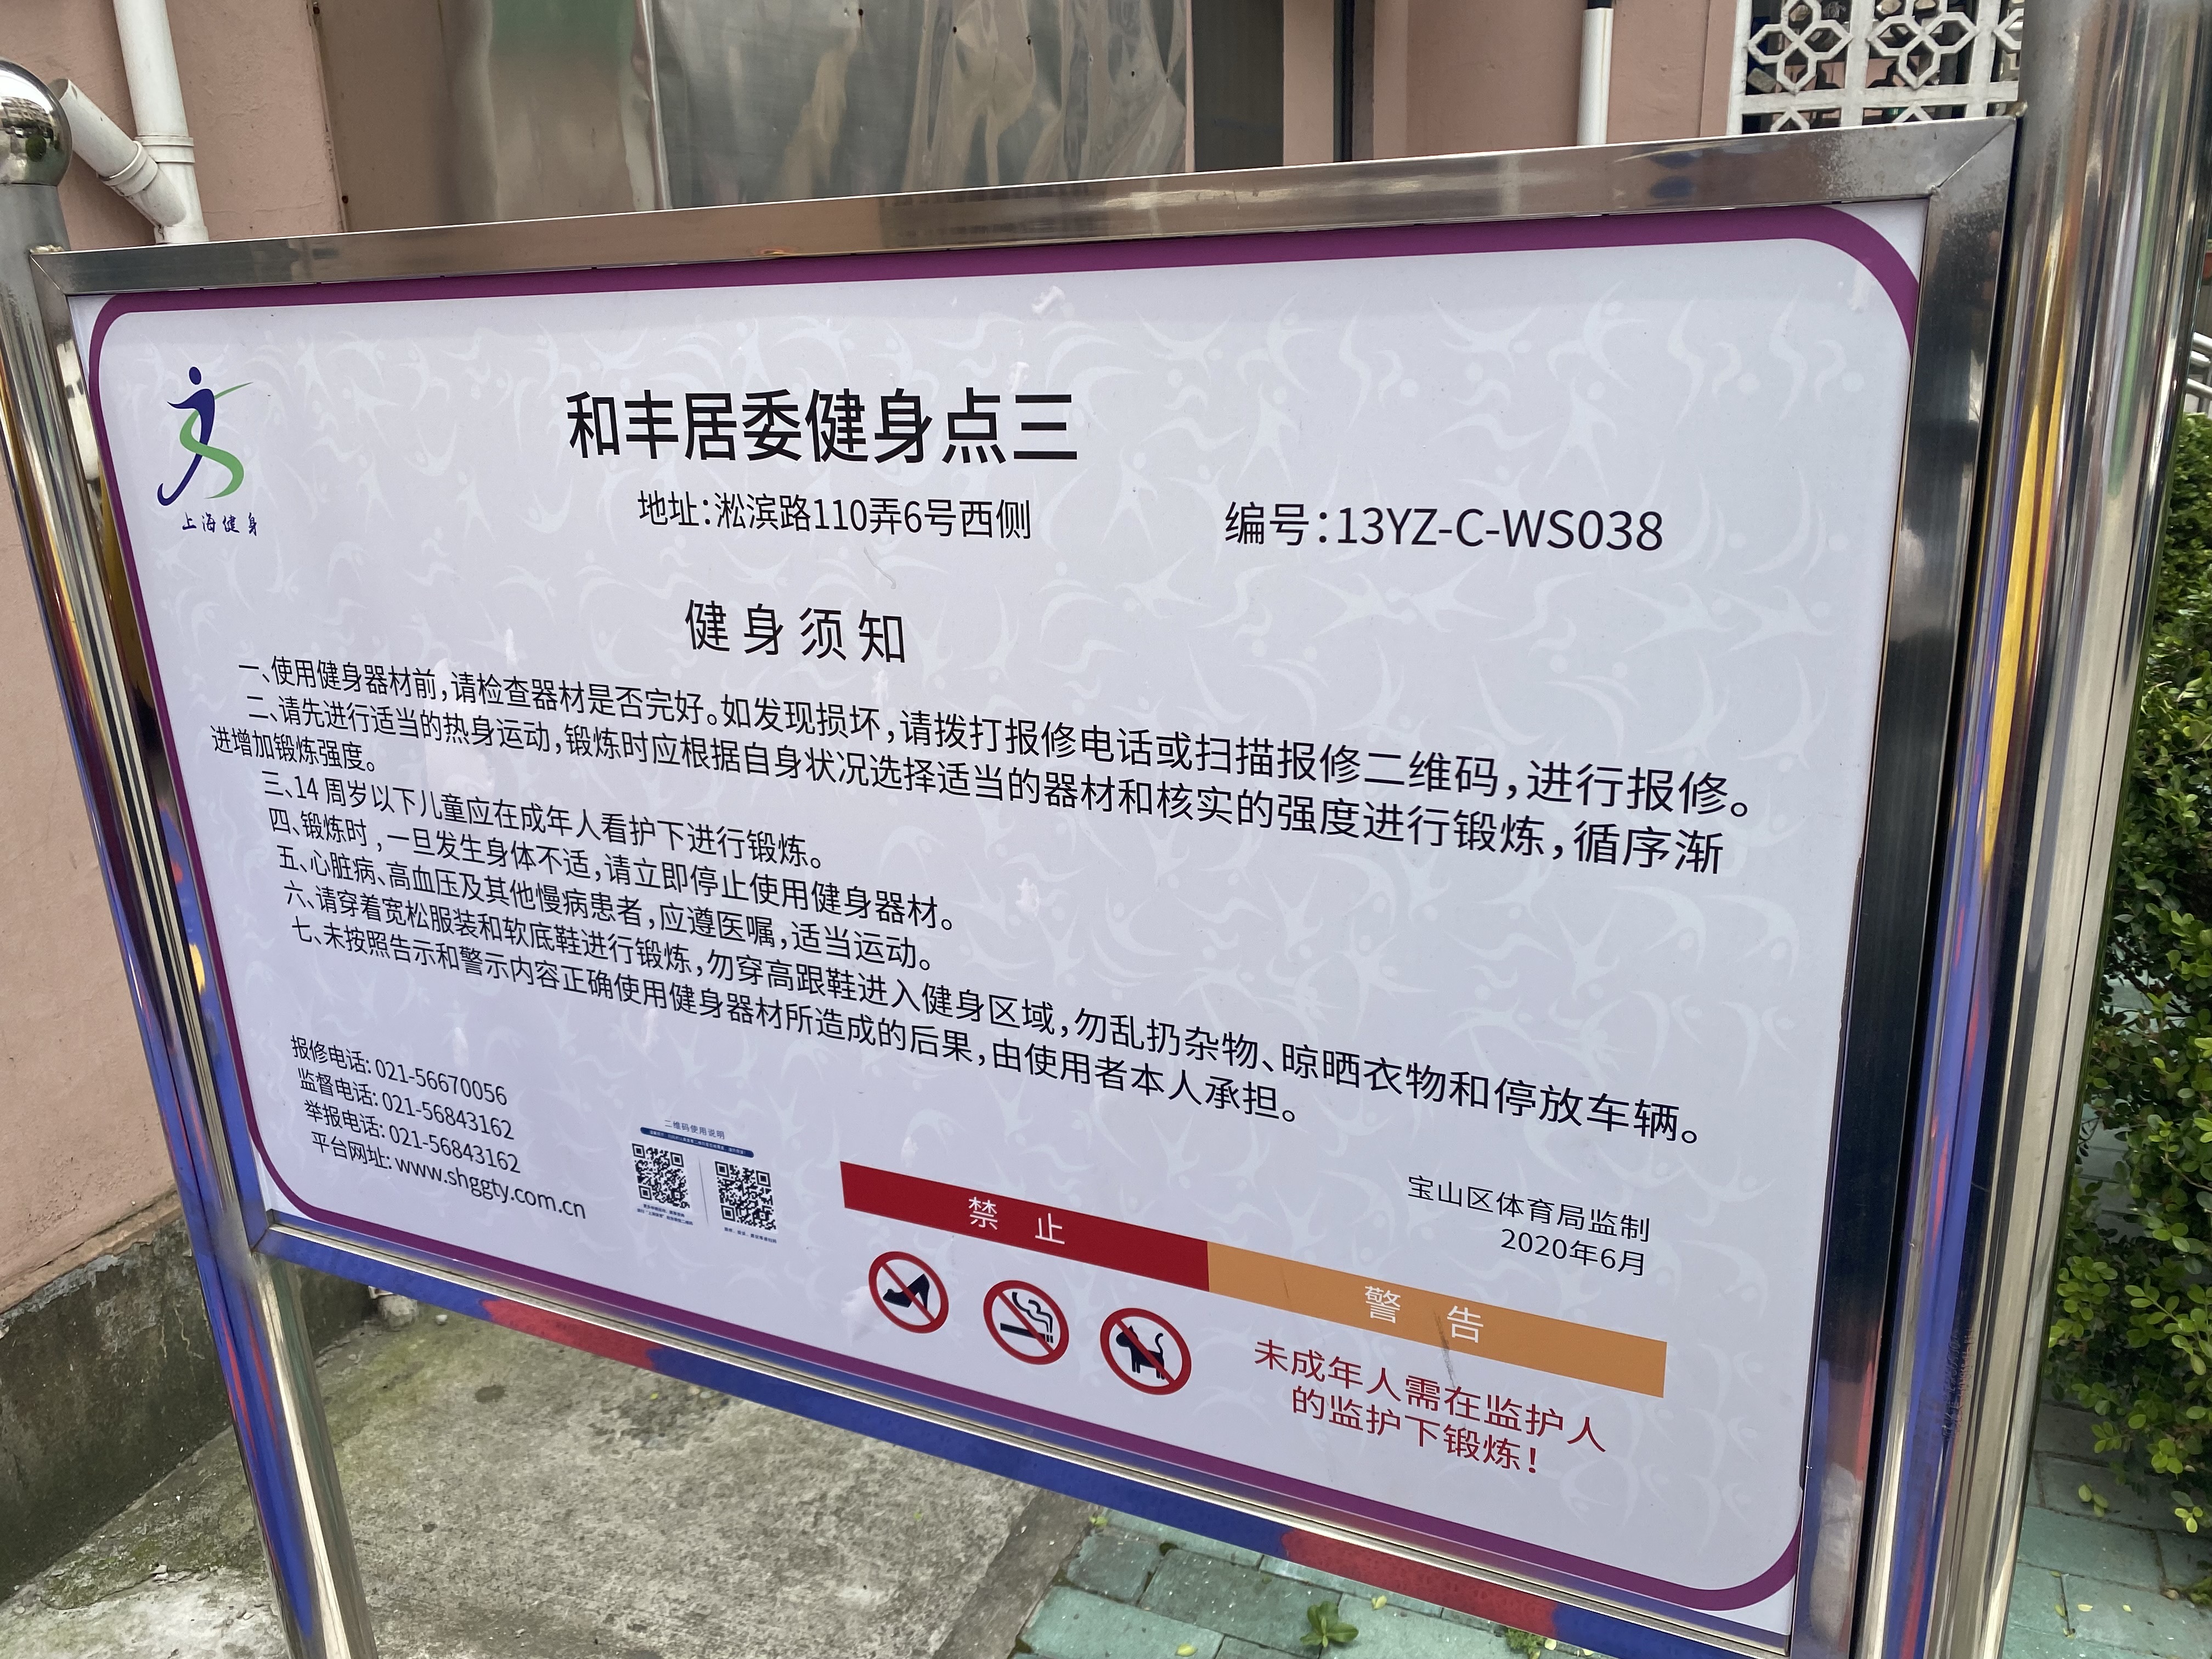 上海健身
和丰居委健身点三
地址：淞滨路110弄6号西侧
编号：13YZ-C-WS038
健身须知
一、使用健身器材前，请检查器材是否完好。如发现损坏，请拨打报修电话或扫描报修二维码，进行报修。
二、请先进行适当的热身运动，锻炼时应根据自身状况选择适当的器材和核实的强度进行锻炼，循序渐
进增加锻炼强度。
三、14 周岁以下儿童应在成年人看护下进行锻炼。
四、锻炼时，一旦发生身体不适，请立即停止使用健身器材。
五、心脏病、高血压及其他慢病患者，应遵医嘱，适当运动。
六、请穿着宽松服装和软底鞋进行锻炼，勿穿高跟鞋进入健身区域，勿乱扔杂物、晾晒衣物和停放车辆。
七、未按照告示和警示内容正确使用健身器材所造成的后果，由使用者本人承担。
报修电话: 021-56670056
监督电话: 021-56843162
举报电话: 021-56843162
平台网址: www.shggty.com.cn
二维码使用说明
宝山区体育局监制
2020年6月
禁 止
警 告
未成年人需在监护人
的监护下锻炼！